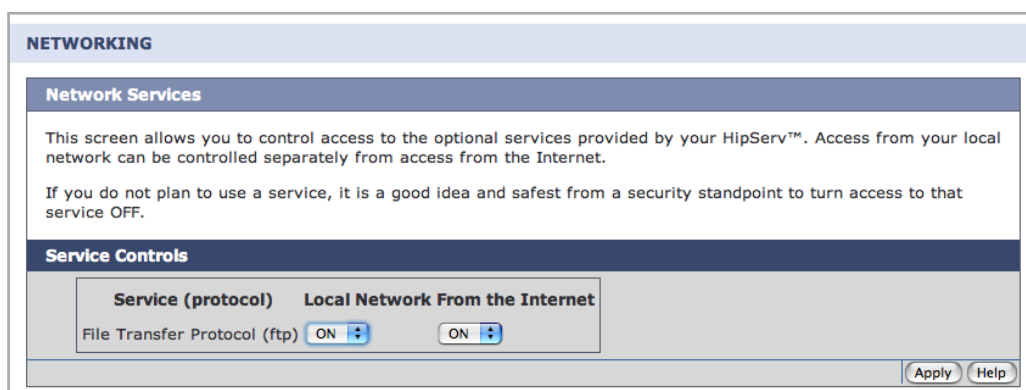 NETWORKING
Network Services
This screen allows you to control access to the optional services provided by your HipServ™. Access from your local
network can be controlled separately from access from the Internet.
If you do not plan to use a service, it is a good idea and safest from a security standpoint to turn access to that
service OFF.
Service Controls
Service (protocol) Local Network From the Internet
File Transfer Protocol (ftp) ON ON
Apply Help